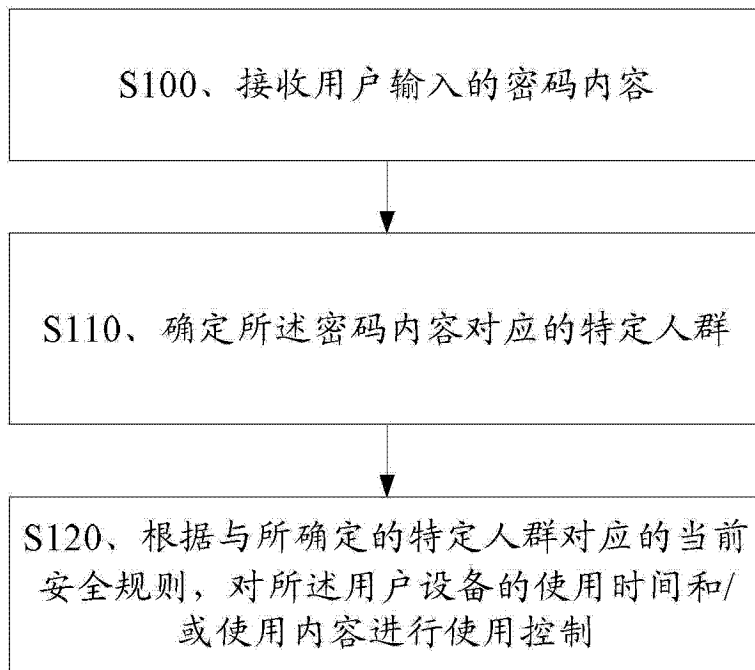 S100、接收用户输入的密码内容
S110、确定所述密码内容对应的特定人群
S120、根据与所确定的特定人群对应的当前
安全规则，对所述用户设备的使用时间和/
或使用内容进行使用控制